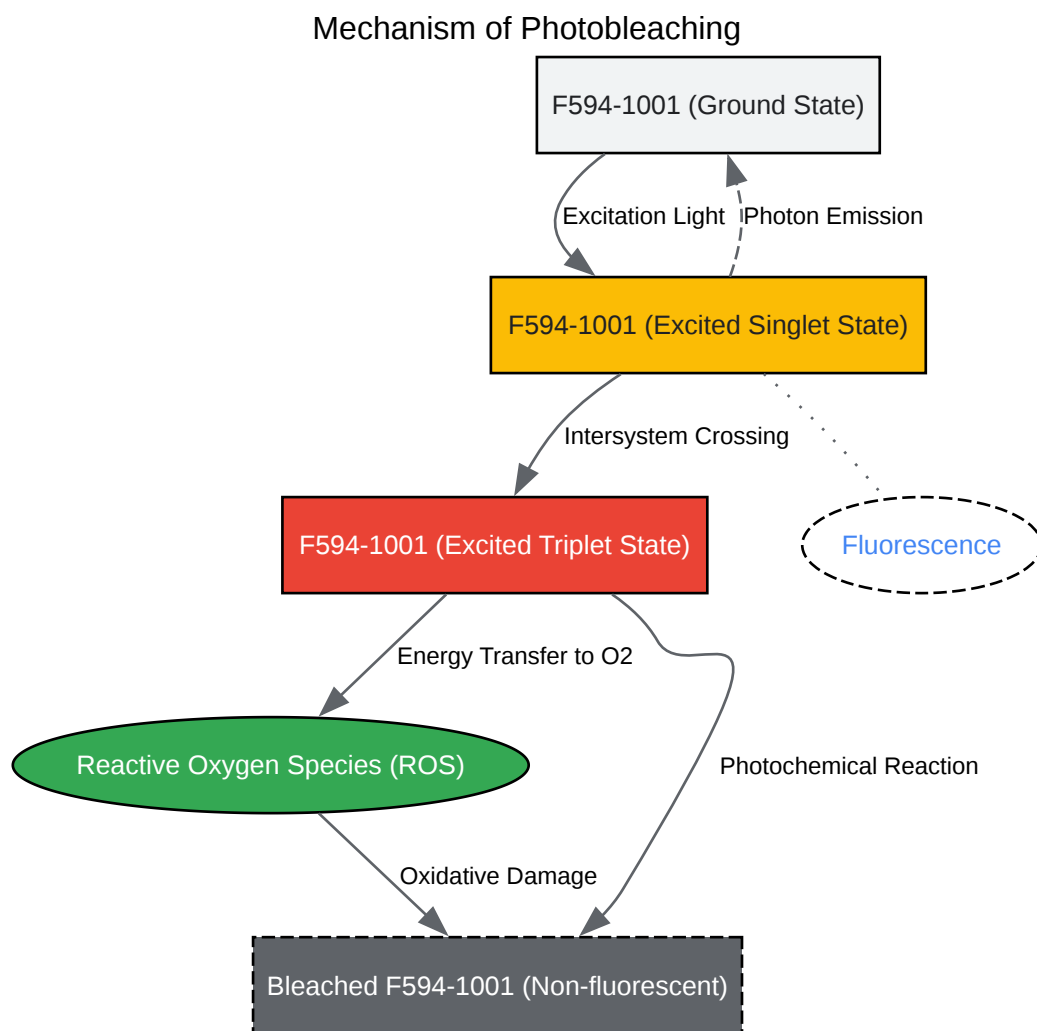 Mechanism of Photobleaching
F594-1001 (Ground State)
Excitation Light
Photon Emission
F594-1001 (Excited Singlet State)
Intersystem Crossing
F594-1001 (Excited Triplet State)
Fluorescence
Energy Transfer to O2
Reactive Oxygen Species (ROS)
Photochemical Reaction
Oxidative Damage
Bleached F594-1001 (Non-fluorescent)